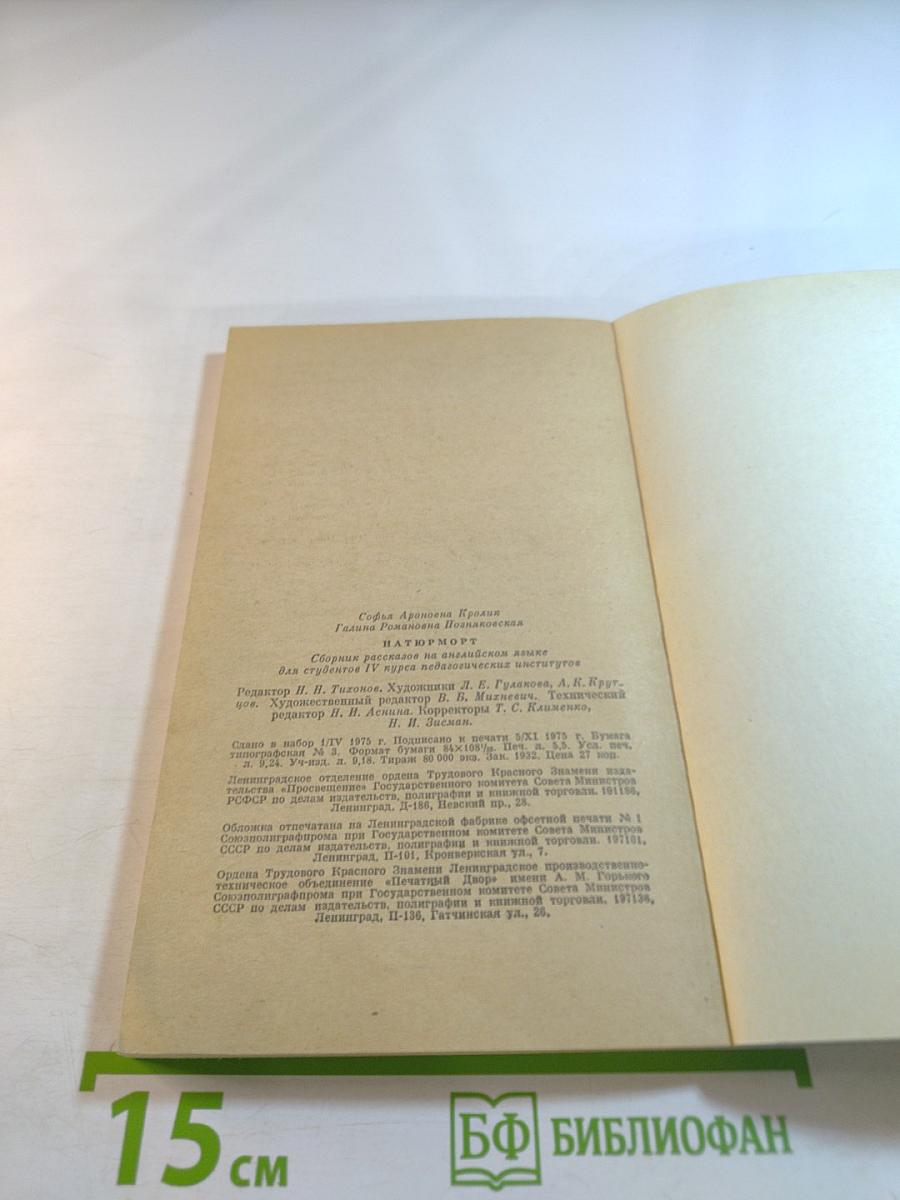 Софья Ароновна Кролик
Галина Романовна Позняковская
НАТЮРМОРТ
Сборник рассказов на английском языке
для студентов IV курса педагогических институтов
Редактор Н. Н. Тихонов. Художники Л. Е. Гулакова, А. К. Круг-
цов. Художественный редактор В. Б. Михневич. Технический
редактор Н. И. Аснина. Корректоры Т. С. Клименко,
Н. И. Зисман.
Сдано в набор 1/IV 1975 г. Подписано к печати 5/XI 1975 г. Бумага
типографская № 3. Формат бумаги 84×108¹/₃₂. Печ. л. 5,5. Усл. печ.
л. 9,24. Уч-изд. л. 9,18. Тираж 80 000 экз. Зак. 1932. Цена 27 коп.
Ленинградское отделение ордена Трудового Красного Знамени изда-
тельства «Просвещение» Государственного комитета Совета Министров
РСФСР по делам издательств, полиграфии и книжной торговли. 191186,
Ленинград, Д-186, Невский пр., 28.
Обложка отпечатана на Ленинградской фабрике офсетной печати № 1
Союзполиграфпрома при Государственном комитете Совета Министров
СССР по делам издательств, полиграфии и книжной торговли. 197101,
Ленинград, П-101, Кронверкская ул., 7.
Ордена Трудового Красного Знамени Ленинградское производственно-
техническое объединение «Печатный Двор» имени А. М. Горького
Союзполиграфпрома при Государственном комитете Совета Министров
СССР по делам издательств, полиграфии и книжной торговли. 197136,
Ленинград, П-136, Гатчинская ул., 26.
15 см
БФ БИБЛИОФАН